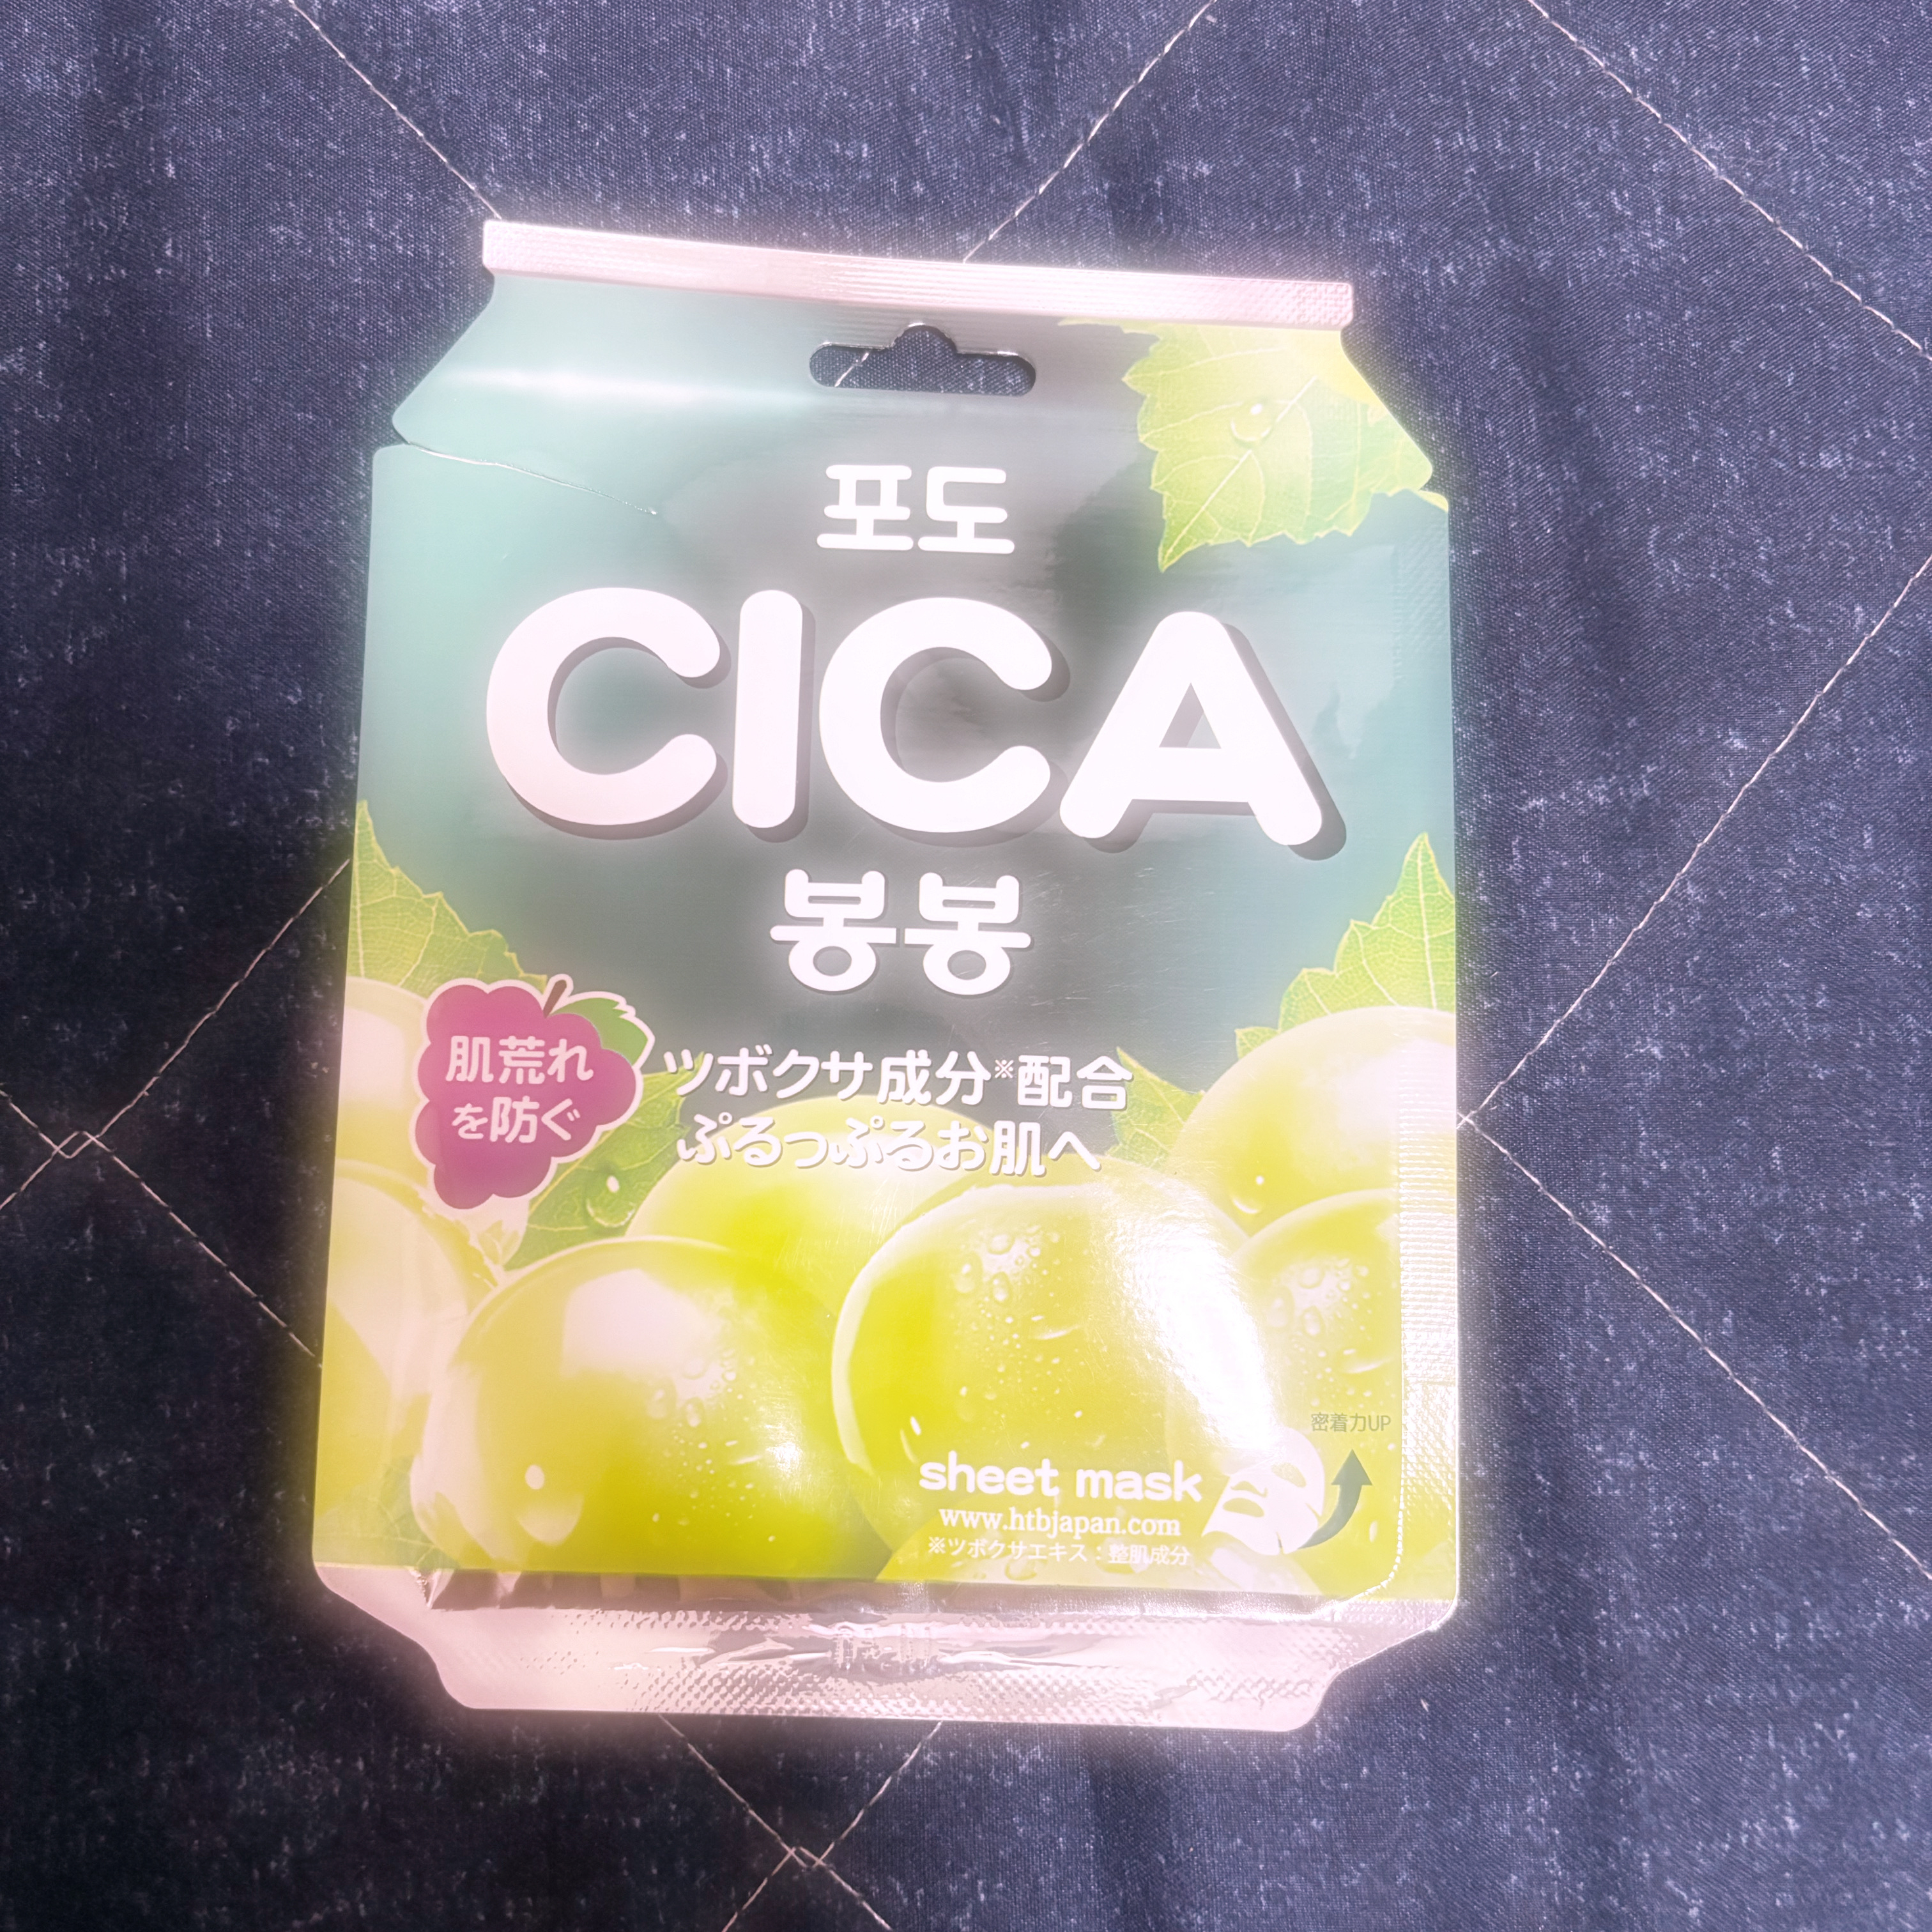 포도
CICA
봉봉
肌荒れ
を防ぐ
ツボクサ成分※配合
ぷるっぷるお肌へ
密着力UP
sheet mask
www.htbjapan.com
※ツボクサエキス：整肌成分